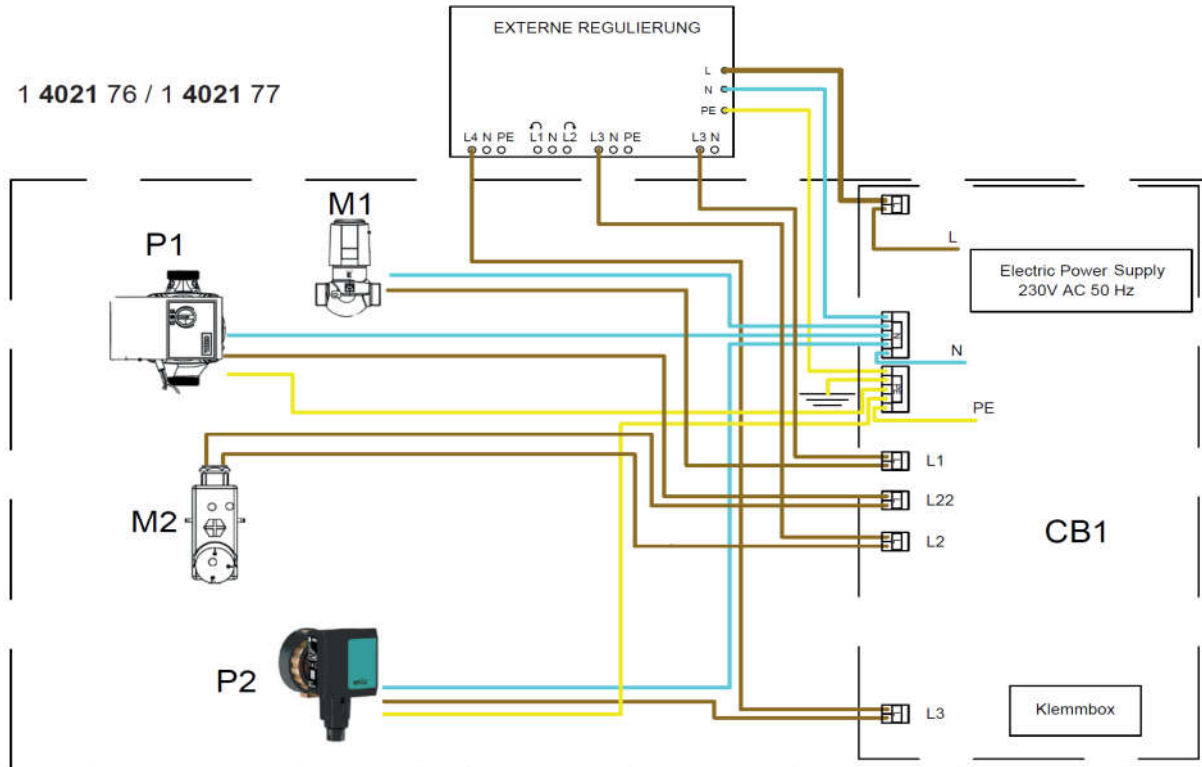 EXTERNE REGULIERUNG
1 4021 76 / 1 4021 77
L
N
PE
L4 N PE L1 N L2 L3 N PE L3 N
M1
P1
L
Electric Power Supply
230V AC 50 Hz
N
PE
L1
L22
M2
L2
CB1
P2
L3
Klemmbox